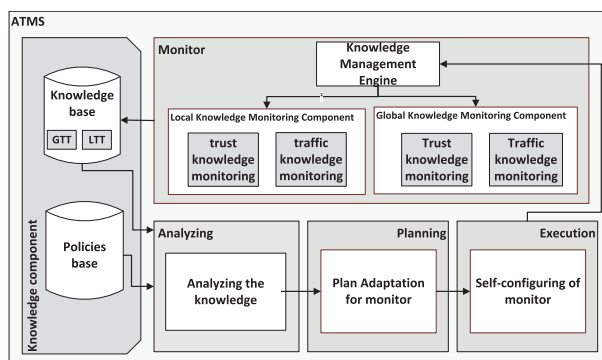 ATMS
Monitor
Knowledge
Management
Engine
Knowledge
base
GTT
LTT
Local Knowledge Monitoring Component
trust
knowledge
monitoring
traffic
knowledge
monitoring
Global Knowledge Monitoring Component
Trust
knowledge
monitoring
Traffic
knowledge
monitoring
Policies
base
Knowledge component
Analyzing
Analyzing the
knowledge
Planning
Plan Adaptation
for monitor
Execution
Self-configuring of
monitor